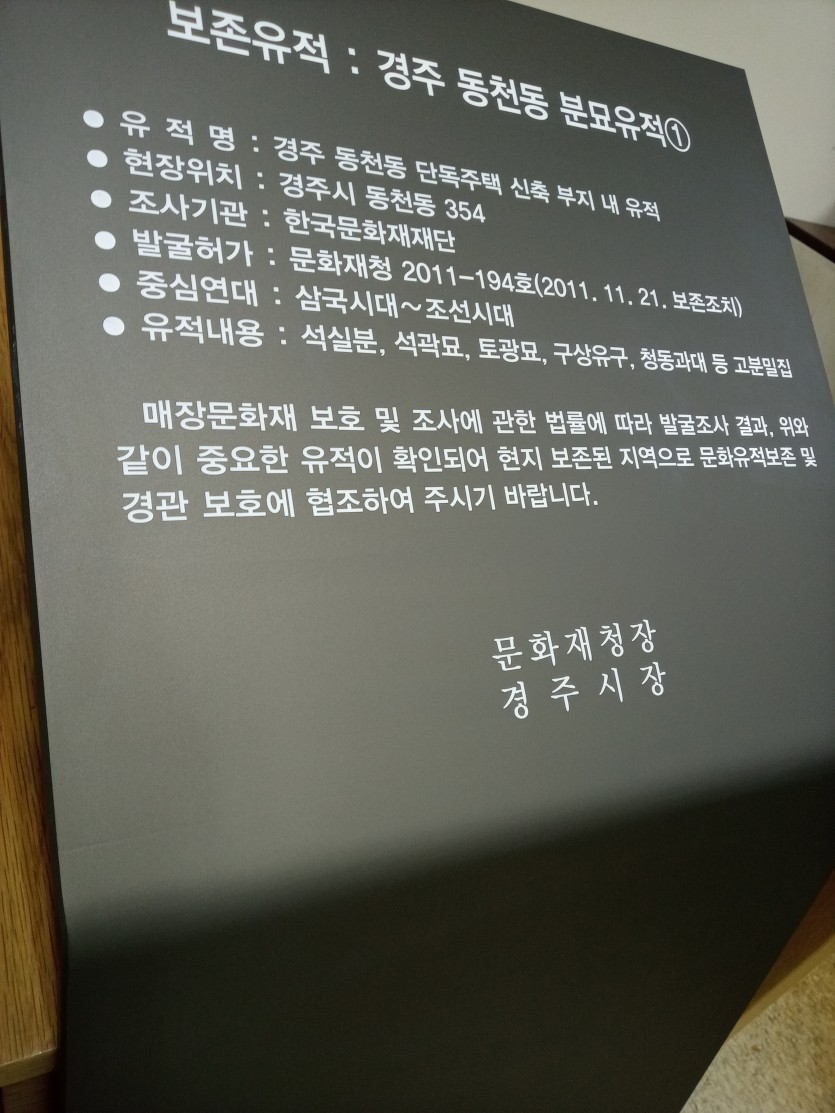 보존유적 : 경주 동천동 분묘유적①
● 유 적 명 : 경주 동천동 단독주택 신축 부지 내 유적
● 현장위치 : 경주시 동천동 354
● 조사기관 : 한국문화재재단
● 발굴허가 : 문화재청 2011-194호(2011. 11. 21. 보존조치)
● 중심연대 : 삼국시대~조선시대
● 유적내용 : 석실분, 석곽묘, 토광묘, 구상유구, 청동과대 등 고분밀집
매장문화재 보호 및 조사에 관한 법률에 따라 발굴조사 결과, 위와
같이 중요한 유적이 확인되어 현지 보존된 지역으로 문화유적보존 및
경관 보호에 협조하여 주시기 바랍니다.
문화재청장
경 주 시 장